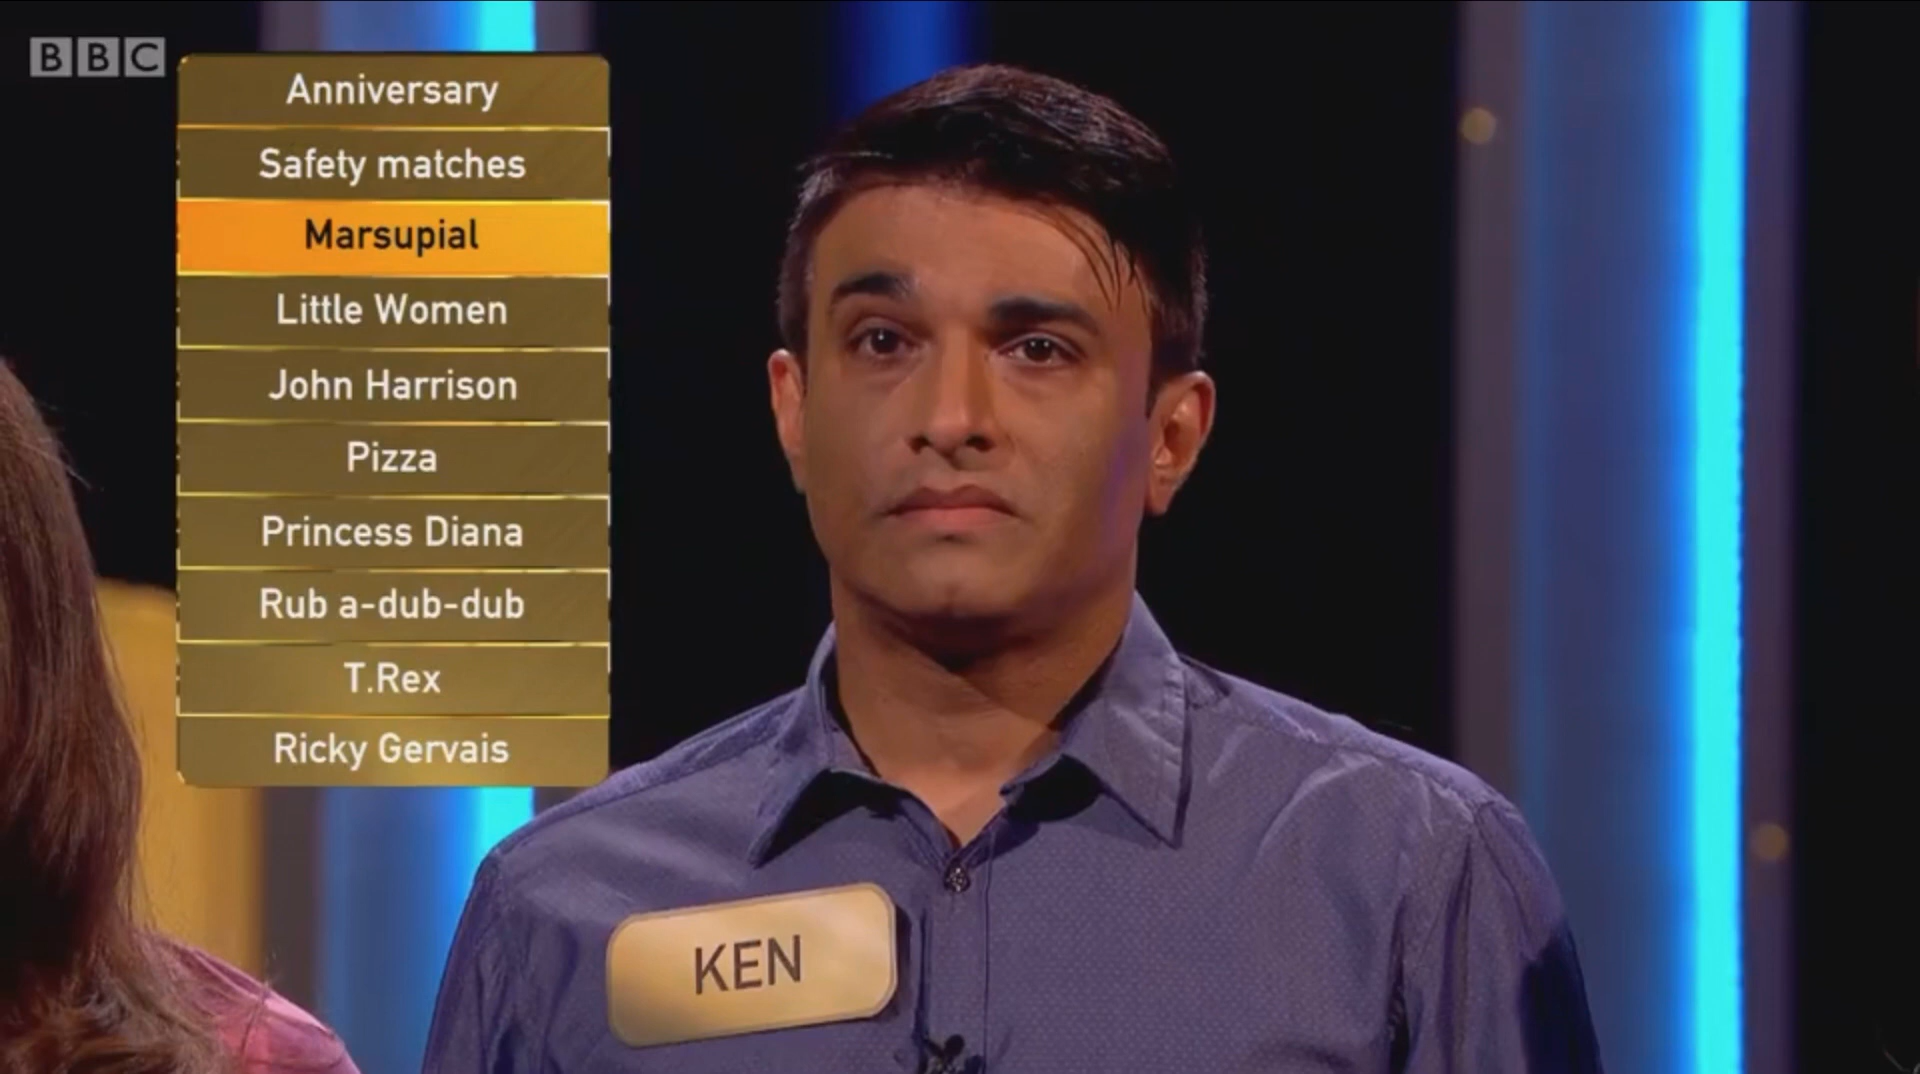 BBC
Anniversary
Safety matches
Marsupial
Little Women
John Harrison
Pizza
Princess Diana
Rub a-dub-dub
T.Rex
Ricky Gervais
KEN